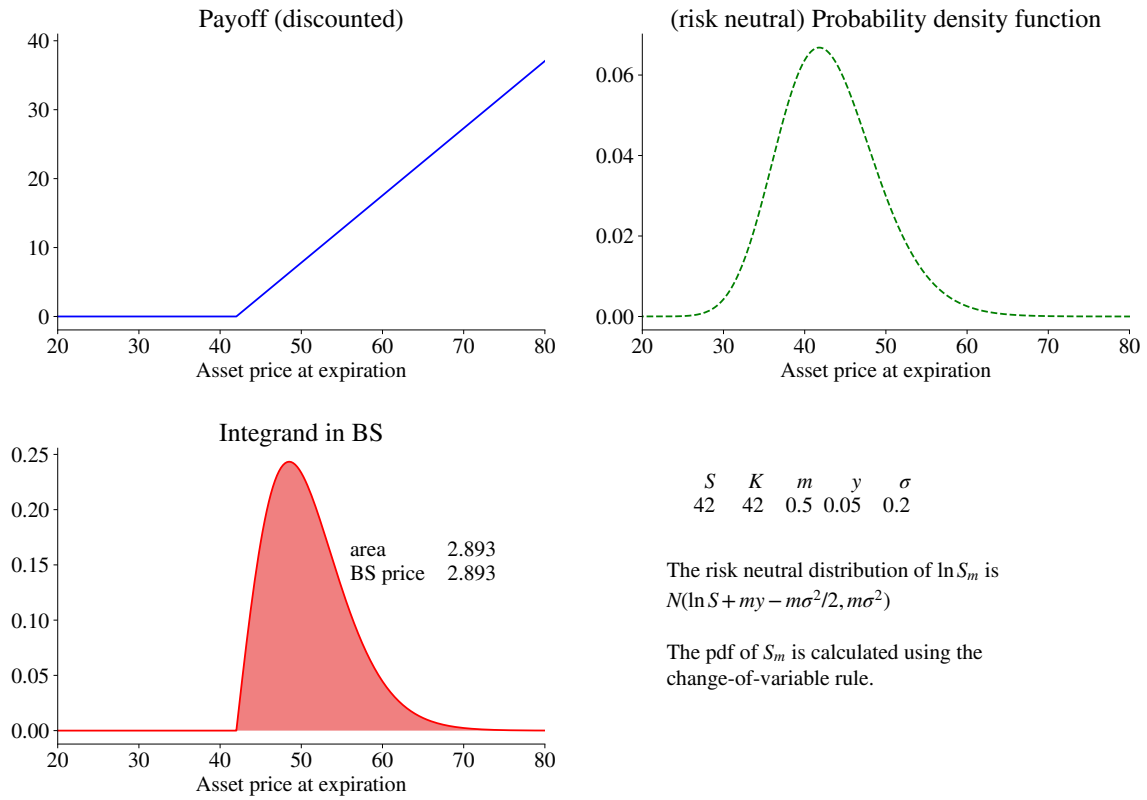 Payoff (discounted)
40
30
20
10
0
20 30 40 50 60 70 80
Asset price at expiration
(risk neutral) Probability density function
0.06
0.04
0.02
0.00
20 30 40 50 60 70 80
Asset price at expiration
Integrand in BS
0.25
0.20
0.15
0.10
0.05
0.00
area 2.893
BS price 2.893
20 30 40 50 60 70 80
Asset price at expiration
S K m y σ
42 42 0.5 0.05 0.2
The risk neutral distribution of ln Sₘ is
N(ln S + my − mσ²/2, mσ²)
The pdf of Sₘ is calculated using the
change-of-variable rule.